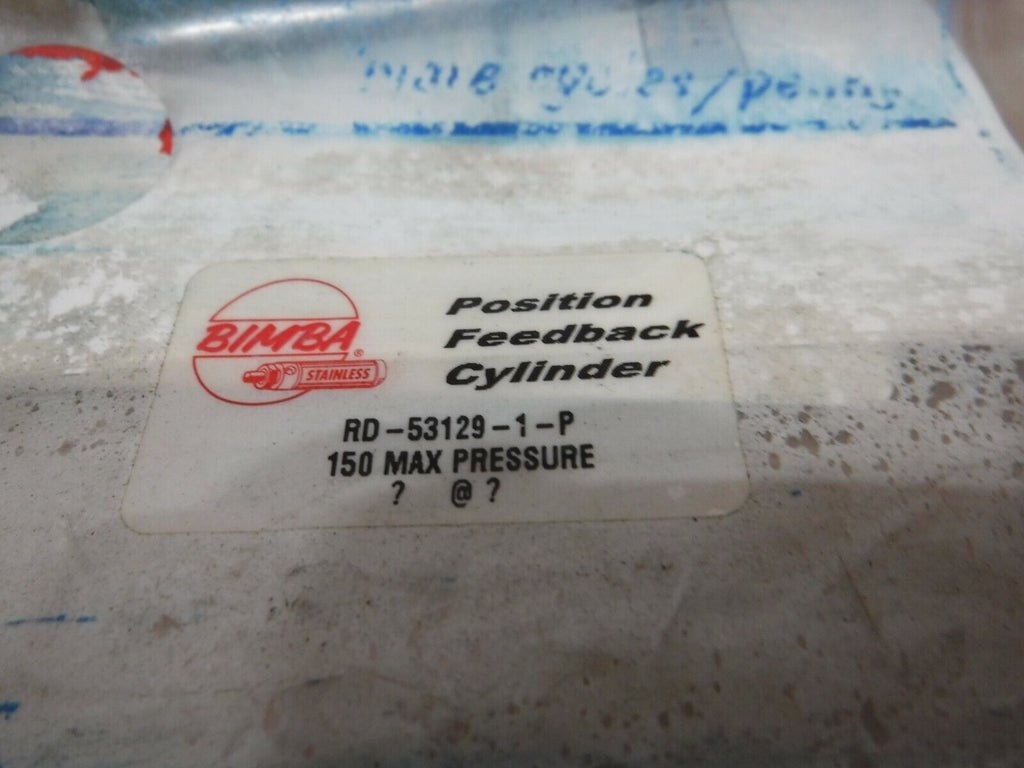 BIMBA®
STAINLESS
Position
Feedback
Cylinder
RD-53129-1-P
150 MAX PRESSURE
? @ ?